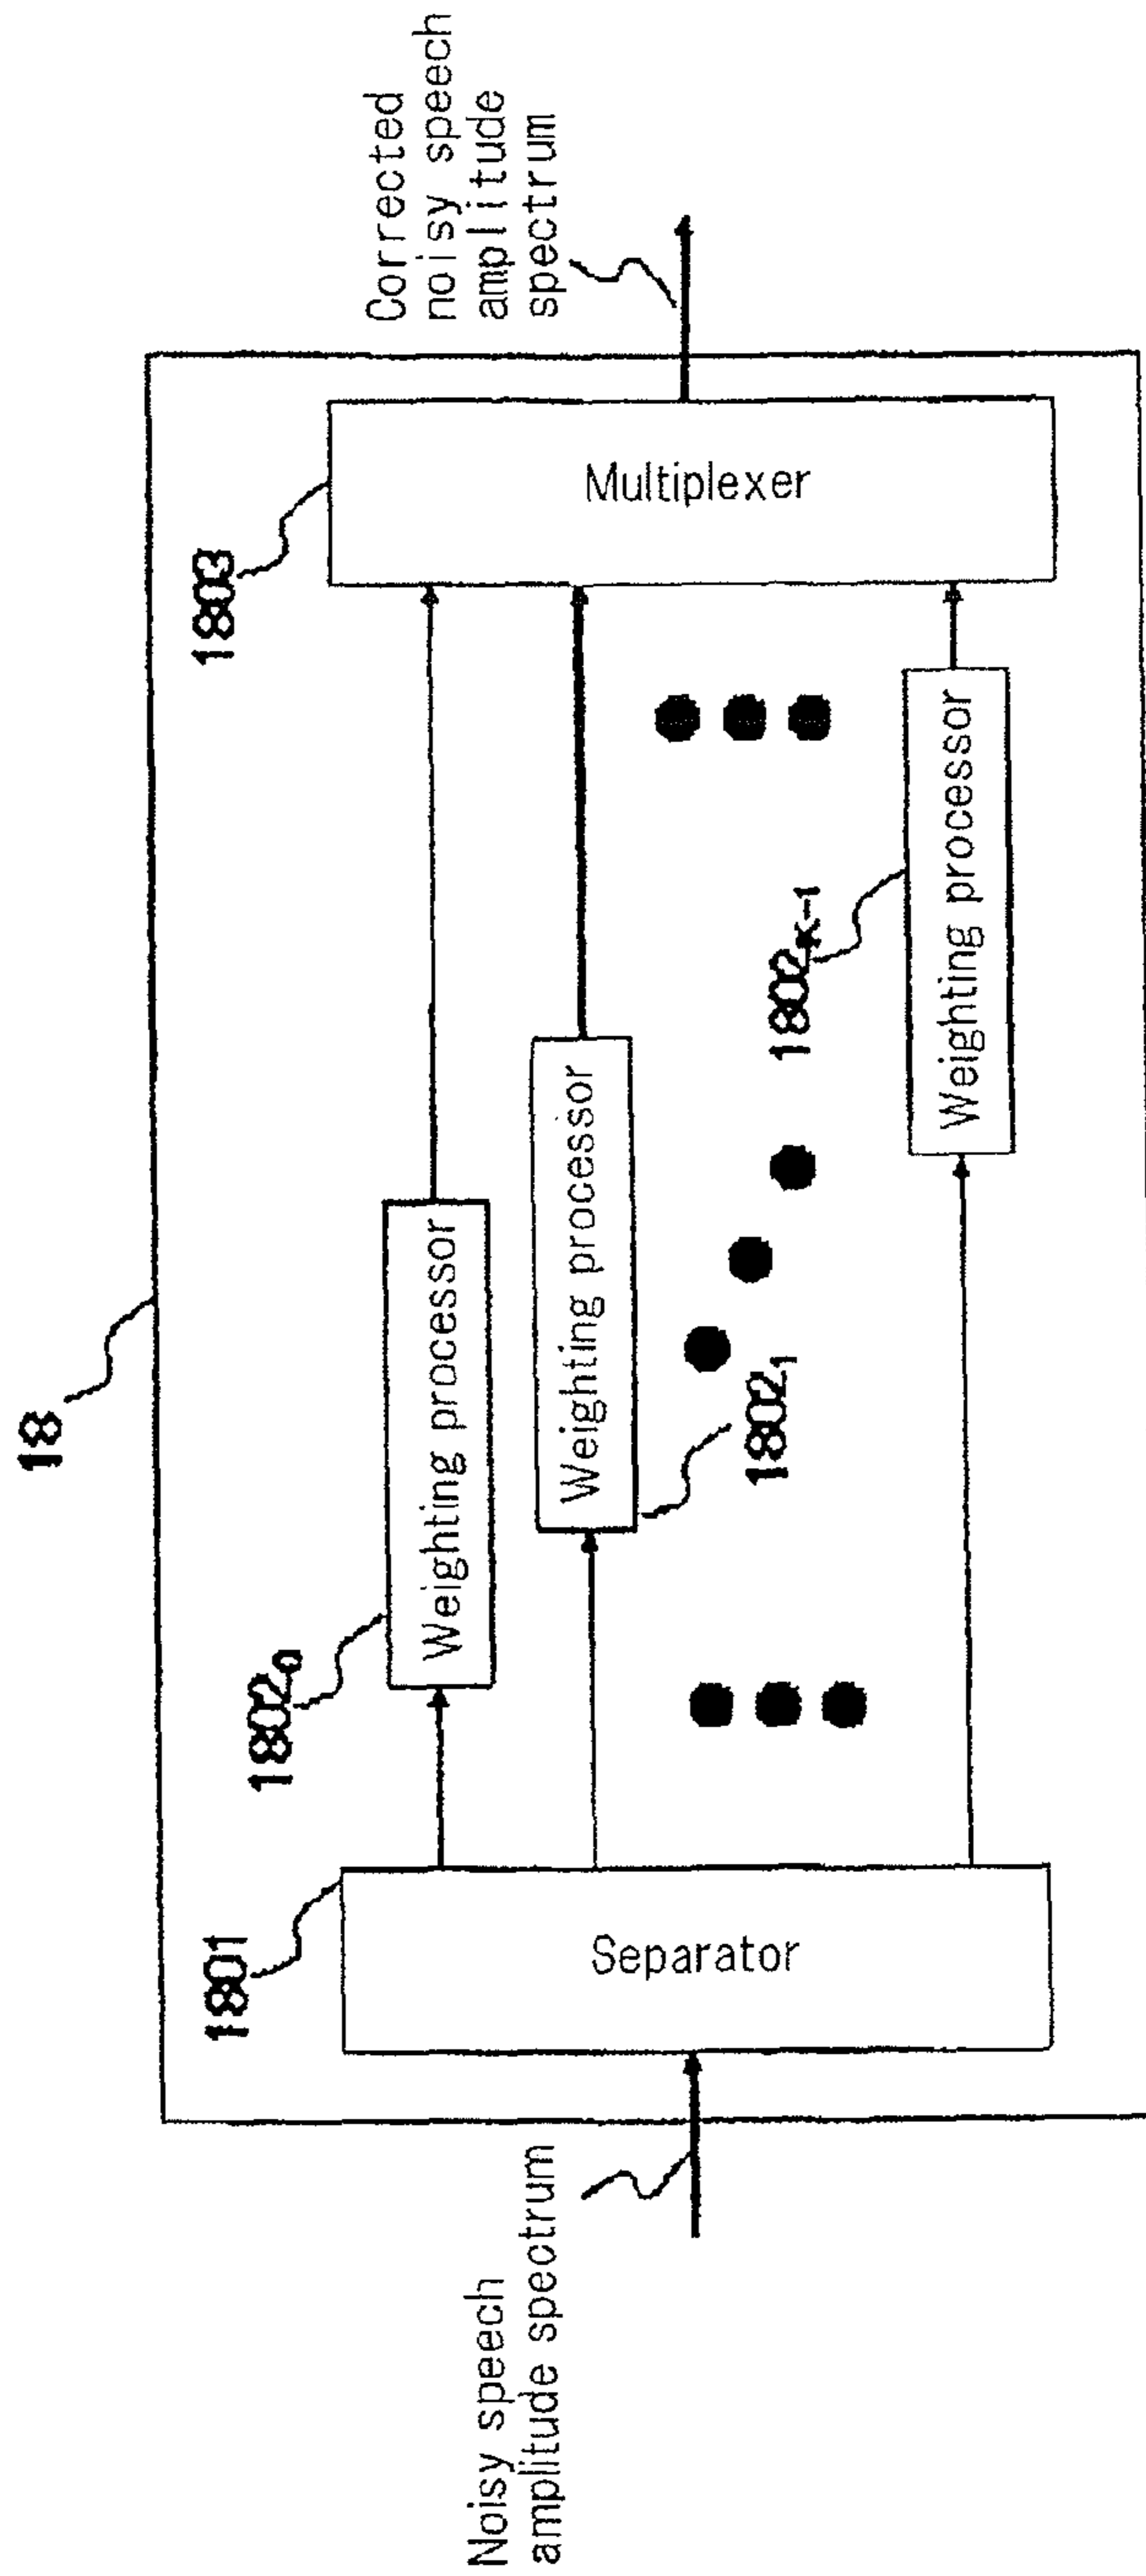 18
Noisy speech
amplitude spectrum
1801
Separator
1802₀
Weighting processor
Weighting processor
1802₁
1802K-1
Weighting processor
1803
Multiplexer
Corrected
noisy speech
amplitude
spectrum